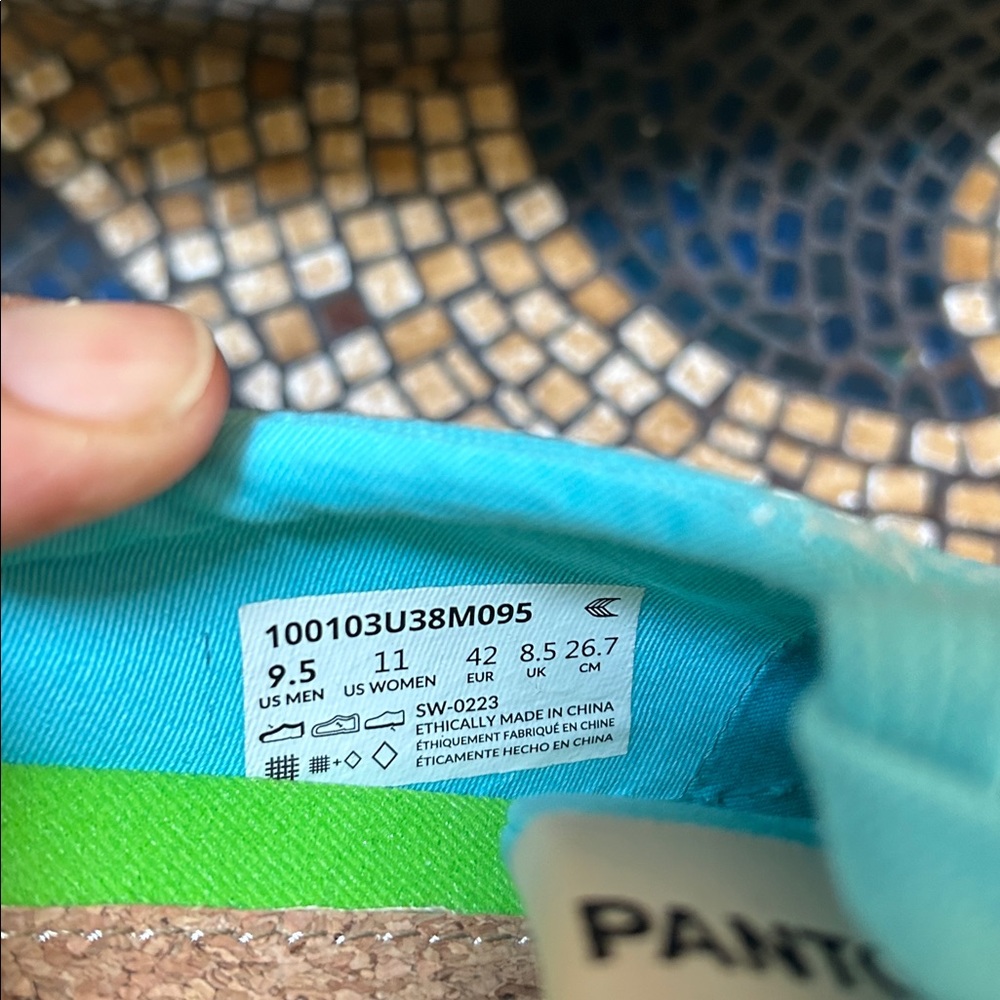 100103U38M095
9.5 11 42 8.5 26.7
US MEN US WOMEN EUR UK CM
SW-0223
ETHICALLY MADE IN CHINA
ÉTHIQUEMENT FABRIQUÉ EN CHINE
ÉTICAMENTE HECHO EN CHINA
PANTO